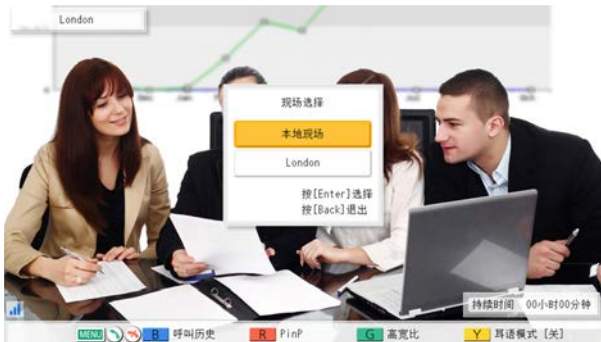 London
现场选择
本地现场
London
按[Enter]选择
按[Back]退出
持续时间 00小时00分钟
MENU B 呼叫历史 R PinP G 高宽比 Y 耳语模式 [关]